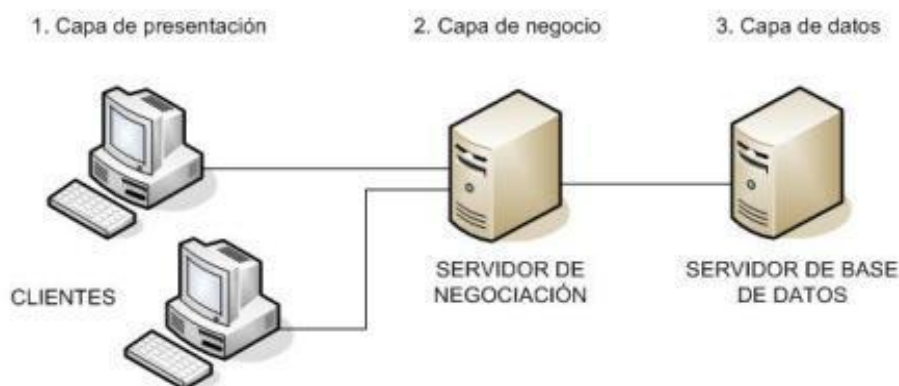 1. Capa de presentación
2. Capa de negocio
3. Capa de datos
CLIENTES
SERVIDOR DE
NEGOCIACIÓN
SERVIDOR DE BASE
DE DATOS